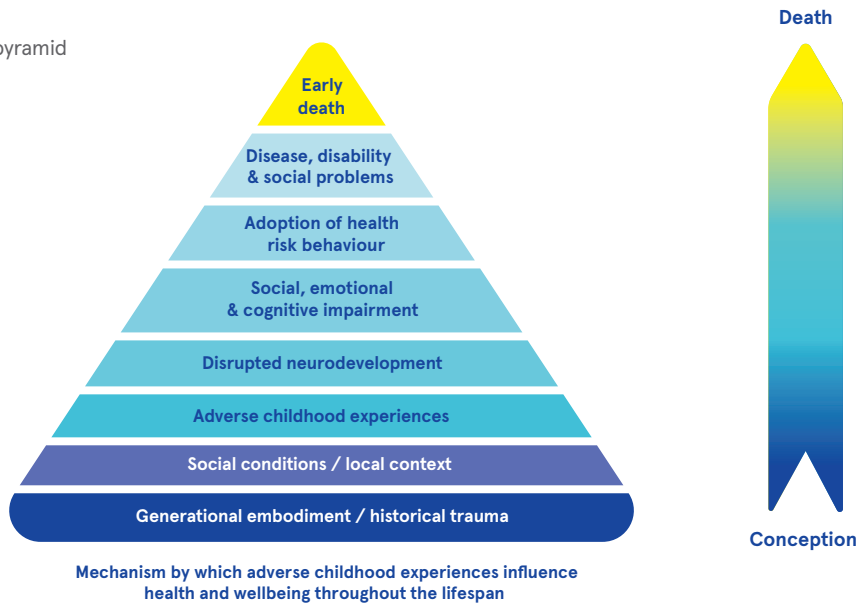 pyramid
Death
Early
death
Disease, disability
& social problems
Adoption of health
risk behaviour
Social, emotional
& cognitive impairment
Disrupted neurodevelopment
Adverse childhood experiences
Social conditions / local context
Generational embodiment / historical trauma
Conception
Mechanism by which adverse childhood experiences influence
health and wellbeing throughout the lifespan